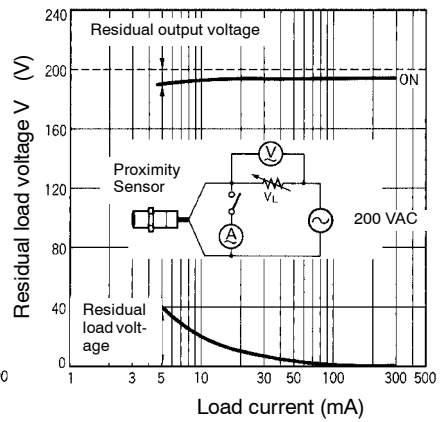 Residual load voltage V (V)
240
200
160
120
80
40
0
Residual output voltage
ON
Proximity
Sensor
V
VL
A
200 VAC
Residual
load volt-
age
1
3
5
10
30
50
100
300
500
Load current (mA)